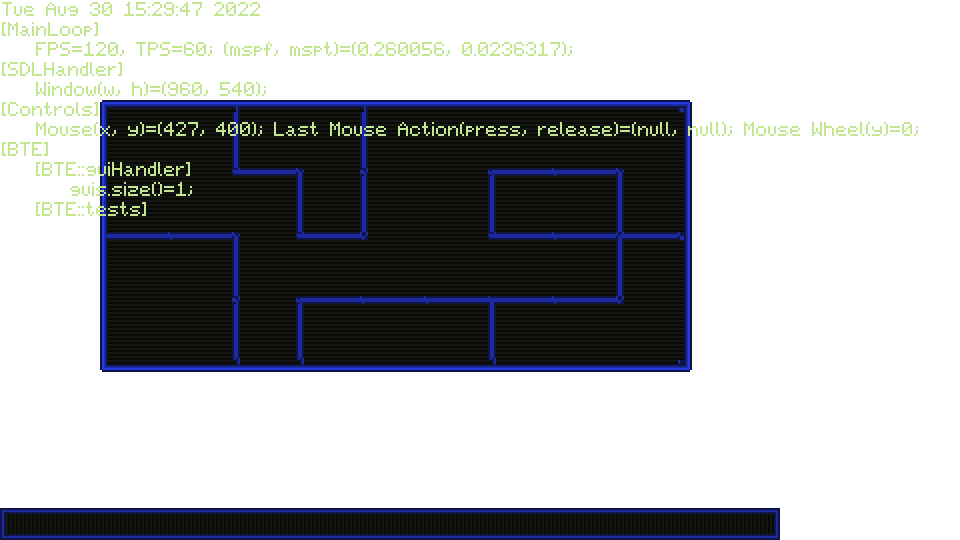 Tue Aug 30 15:29:47 2022
[MainLoop]
FPS=120, TPS=60; (mspf, mspt)=(0.260056, 0.0236317);
[SDLHandler]
Window(w, h)=(960, 540);
[Controls]
Mouse(x, y)=(427, 400); Last Mouse Action(press, release)=(null, null); Mouse Wheel(y)=0;
[BTE]
[BTE::guiHandler]
guis.size()=1;
[BTE::tests]